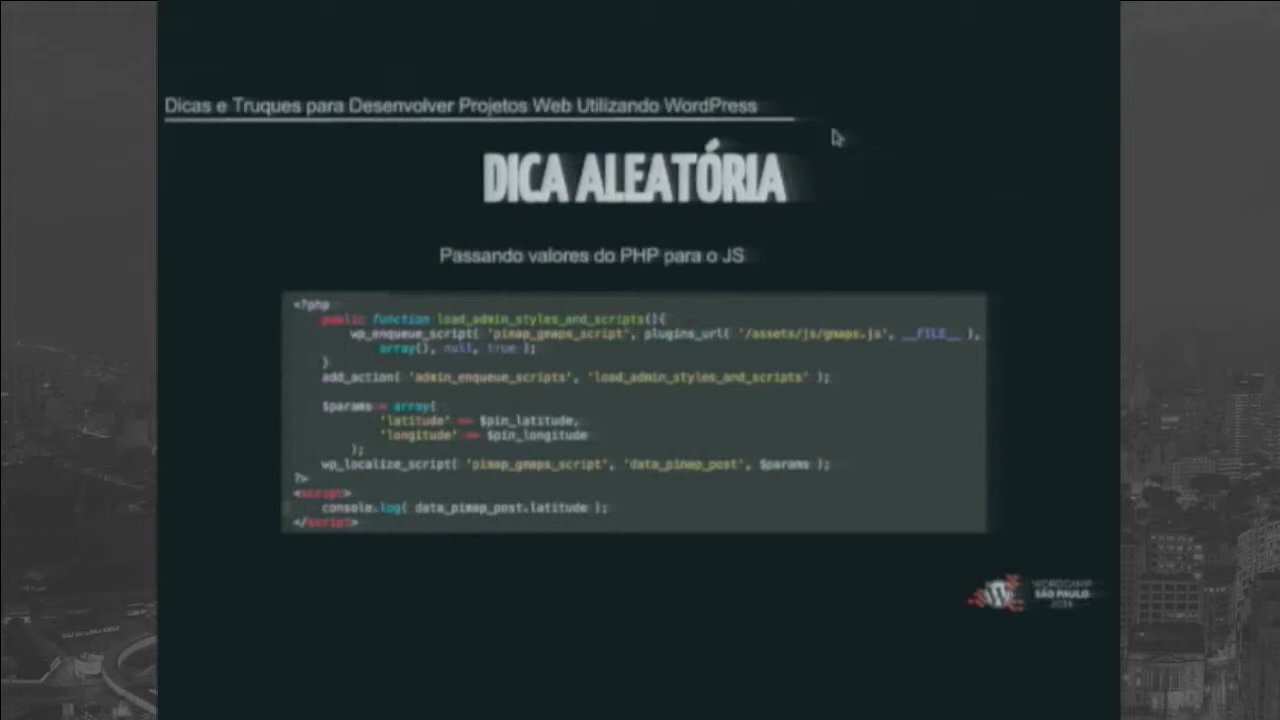 Dicas e Truques para Desenvolver Projetos Web Utilizando WordPress
DICA ALEATÓRIA
Passando valores do PHP para o JS
<?php
public function load_admin_styles_and_scripts(){
wp_enqueue_script( 'pimap_gmaps_script', plugins_url( '/assets/js/gmaps.js', __FILE__ ),
array(), null, true );
}
add_action( 'admin_enqueue_scripts', 'load_admin_styles_and_scripts' );
$params = array(
'latitude' => $pin_latitude,
'longitude' => $pin_longitude
);
wp_localize_script( 'pimap_gmaps_script', 'data_pimap_post', $params );
?>
<script>
console.log( data_pimap_post.latitude );
</script>
WORDCAMP
SÃO PAULO